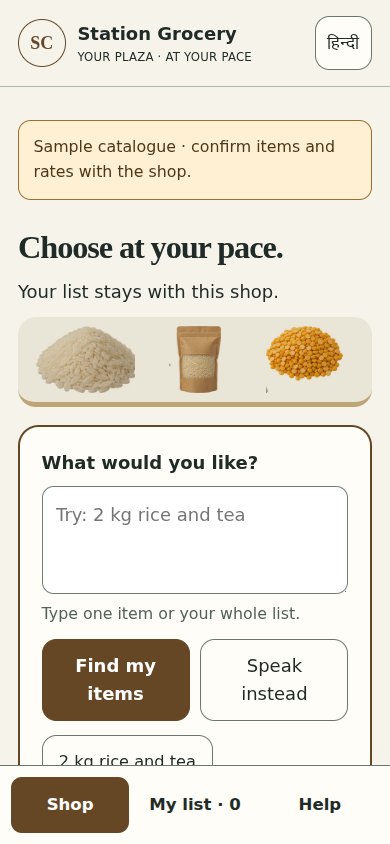 SC
Station Grocery
YOUR PLAZA · AT YOUR PACE
हिन्दी
Sample catalogue · confirm items and
rates with the shop.
Choose at your pace.
Your list stays with this shop.
What would you like?
Try: 2 kg rice and tea
Type one item or your whole list.
Find my
items
Speak
instead
2 kg rice and tea
Shop
My list · 0
Help